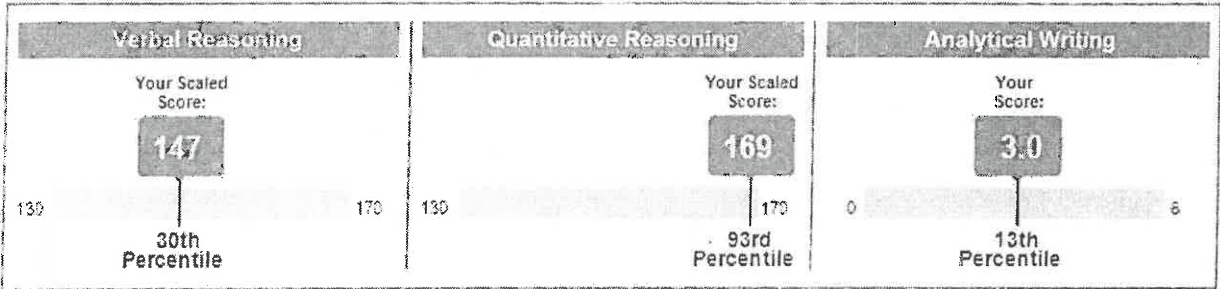 Verbal Reasoning
Your Scaled
Score:
147
130
170
30th
Percentile
Quantitative Reasoning
Your Scaled
Score:
169
130
170
93rd
Percentile
Analytical Writing
Your
Score:
3.0
0
6
13th
Percentile